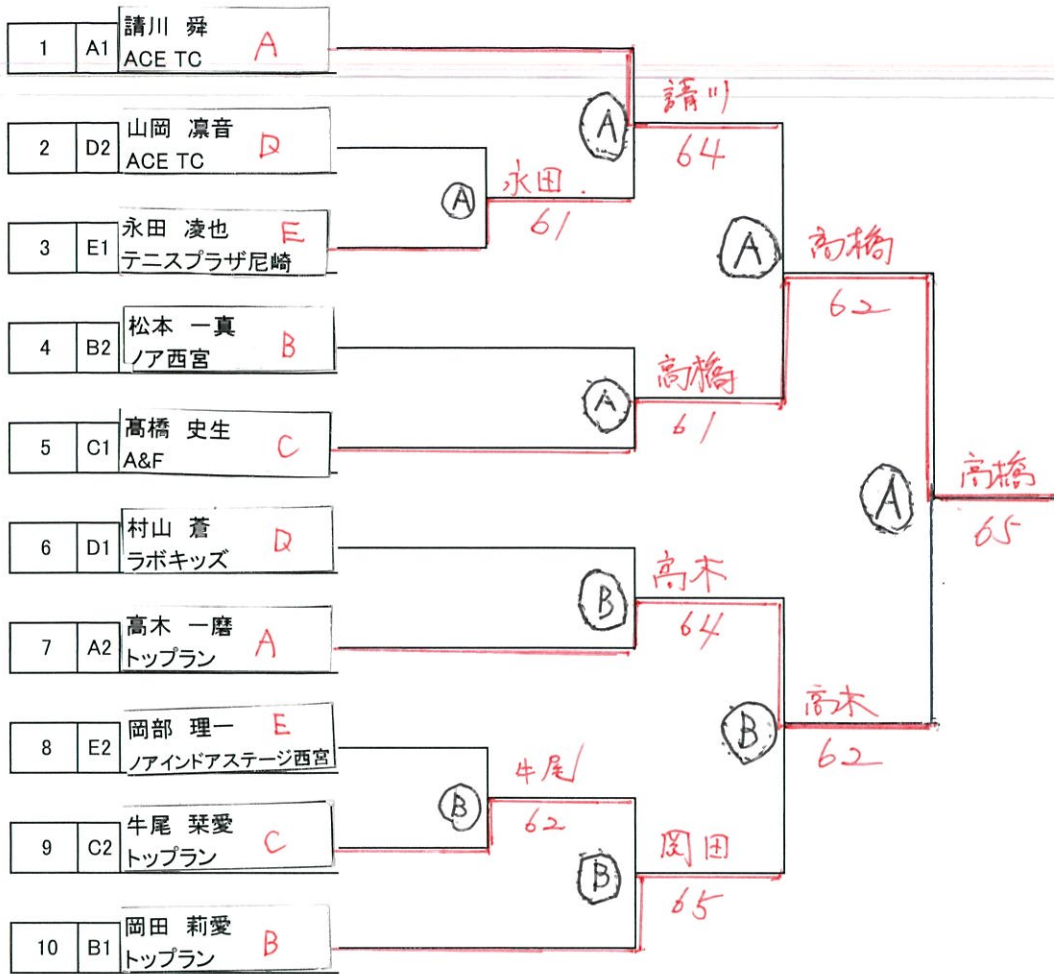 1 A1 請川 舜 A
ACE TC
2 D2 山岡 凛音 D
ACE TC
3 E1 永田 凌也 E
テニスプラザ尼崎
4 B2 松本 一真 B
ノア西宮
5 C1 髙橋 史生 C
A&F
6 D1 村山 蒼 D
ラボキッズ
7 A2 高木 一磨 A
トップラン
8 E2 岡部 理一 E
ノアインドアステージ西宮
9 C2 牛尾 栞愛 C
トップラン
10 B1 岡田 莉愛 B
トップラン
A 永田
61
B 牛尾
62
A 請川
64
A 高橋
61
B 高木
64
B 岡田
65
A 高橋
62
B 高木
62
A 高橋
65